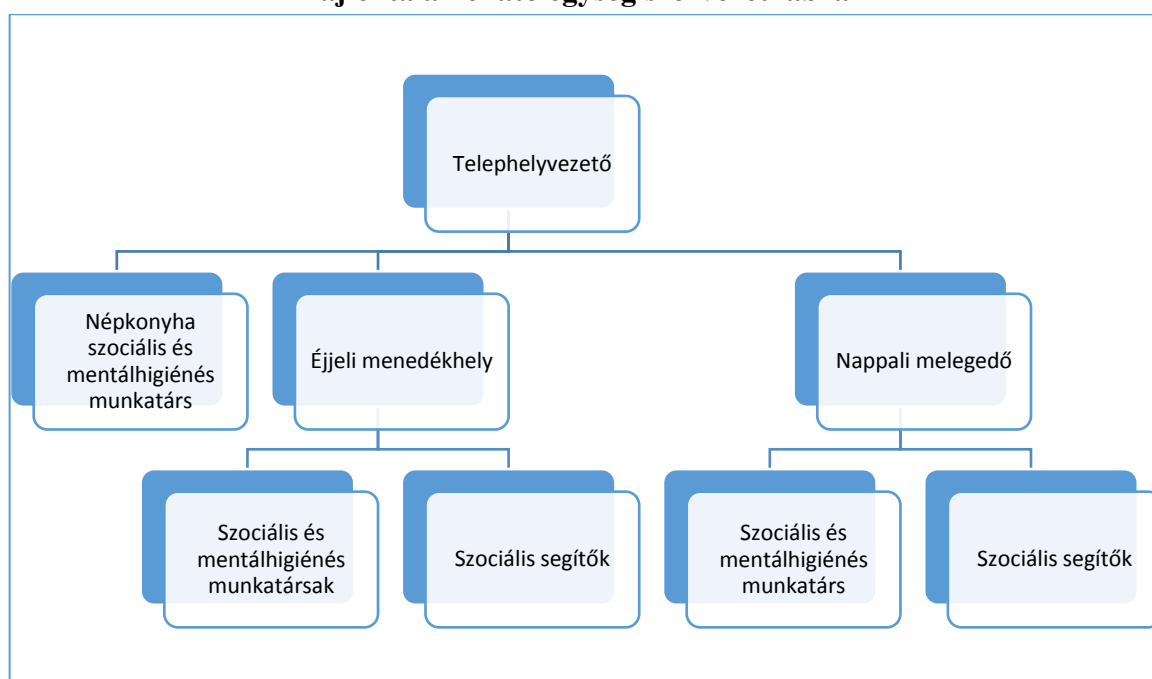 Telephelyvezető
Népkonyha
szociális és
mentálhigiénés
munkatárs
Éjjeli menedékhely
Nappali melegedő
Szociális és
mentálhigiénés
munkatársak
Szociális segítők
Szociális és
mentálhigiénés
munkatárs
Szociális segítők